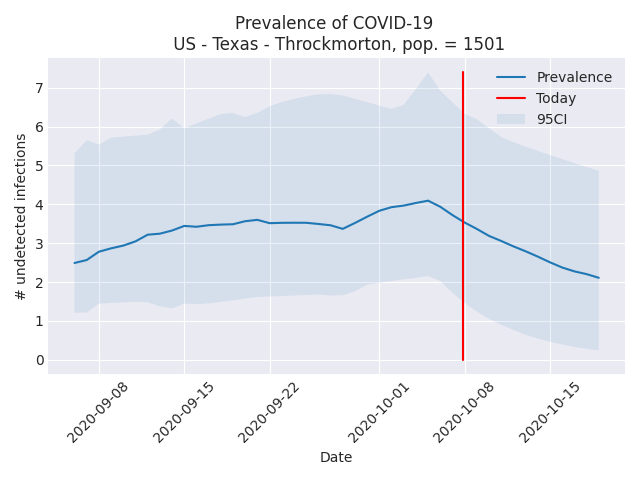 Prevalence of COVID-19
US - Texas - Throckmorton, pop. = 1501
Prevalence
Today
95CI
# undetected infections
7
6
5
4
3
2
1
0
2020-09-08
2020-09-15
2020-09-22
2020-10-01
2020-10-08
2020-10-15
Date